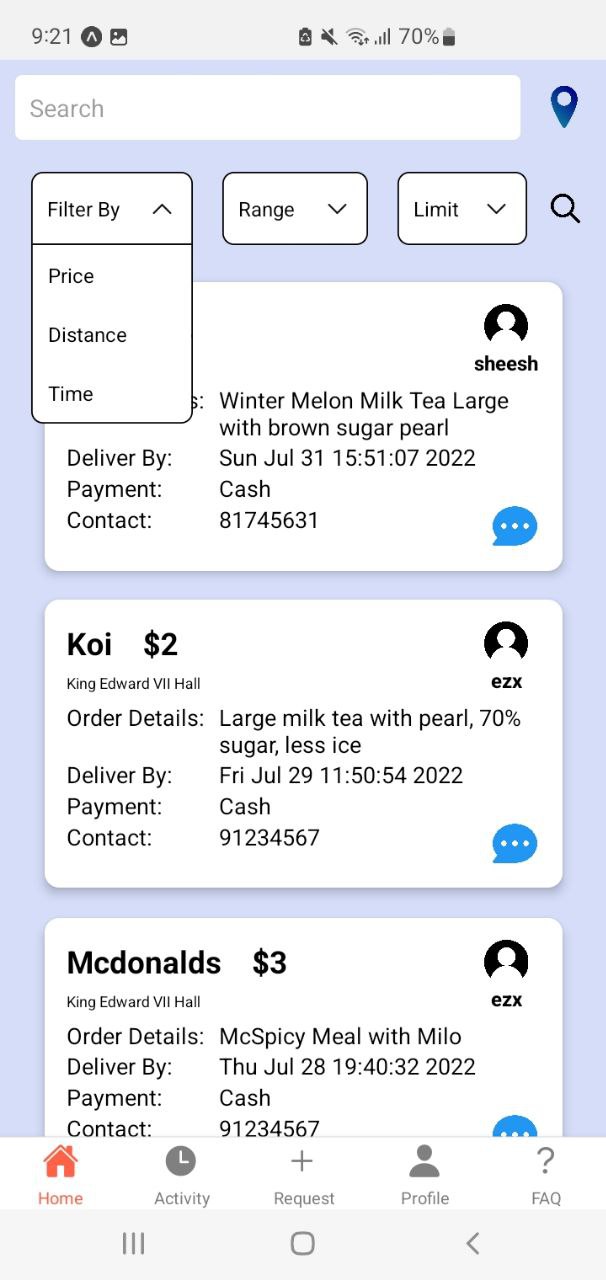 9:21 70%
Search
Filter By Range Limit
Price
Distance
Time
sheesh
s: Winter Melon Milk Tea Large
with brown sugar pearl
Deliver By: Sun Jul 31 15:51:07 2022
Payment: Cash
Contact: 81745631
Koi $2
King Edward VII Hall
ezx
Order Details: Large milk tea with pearl, 70%
sugar, less ice
Deliver By: Fri Jul 29 11:50:54 2022
Payment: Cash
Contact: 91234567
Mcdonalds $3
King Edward VII Hall
ezx
Order Details: McSpicy Meal with Milo
Deliver By: Thu Jul 28 19:40:32 2022
Payment: Cash
Contact: 91234567
Home Activity Request Profile FAQ